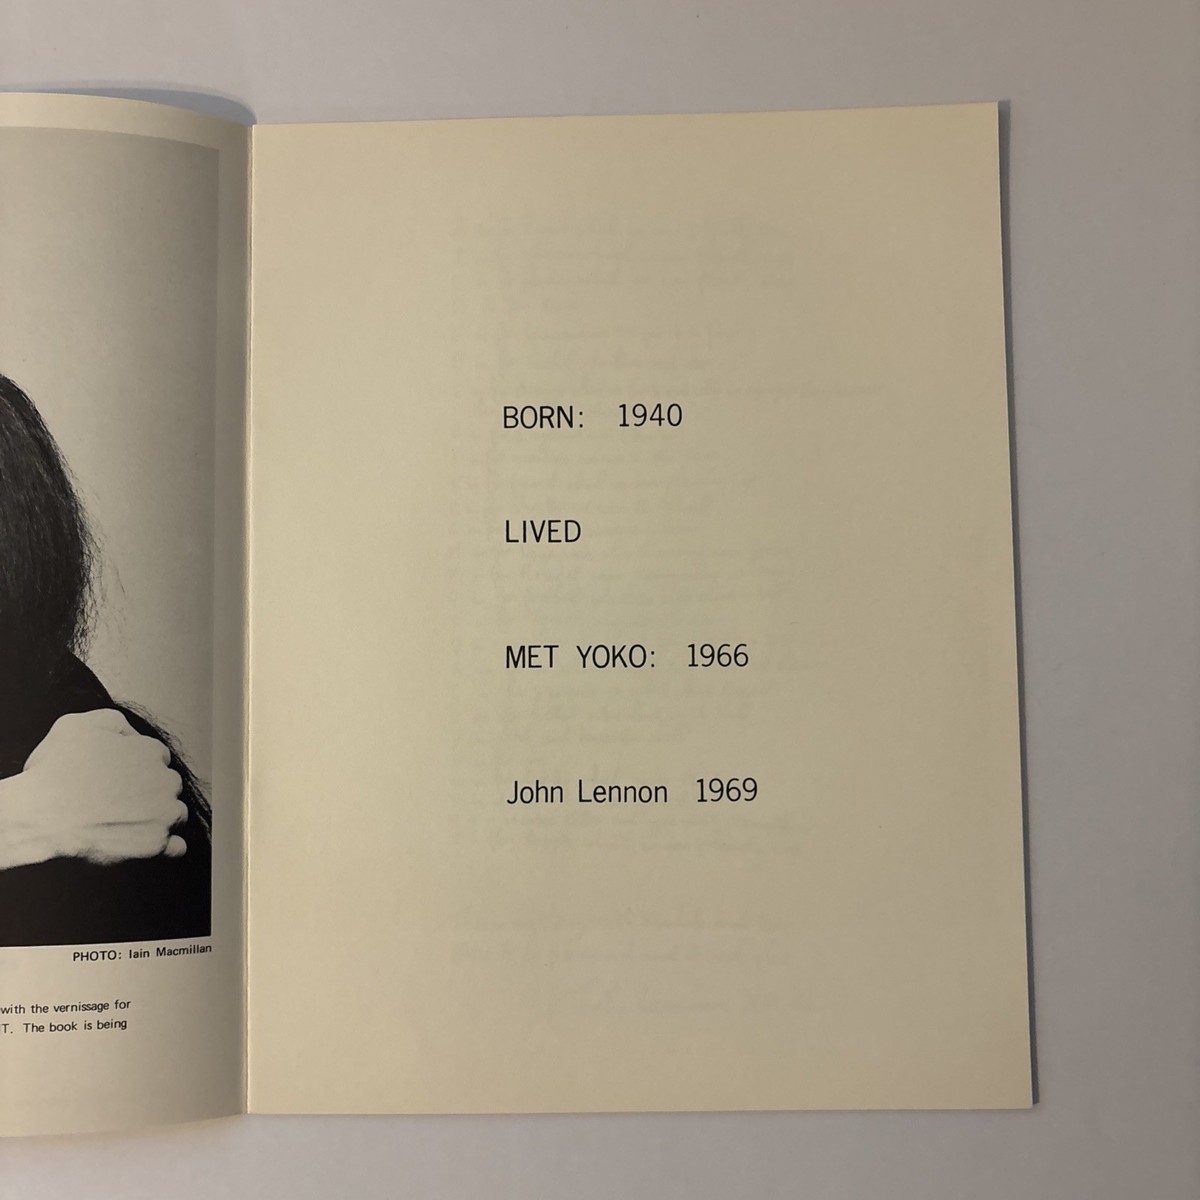 PHOTO: Iain Macmillan
with the vernissage for
T. The book is being
BORN: 1940
LIVED
MET YOKO: 1966
John Lennon 1969